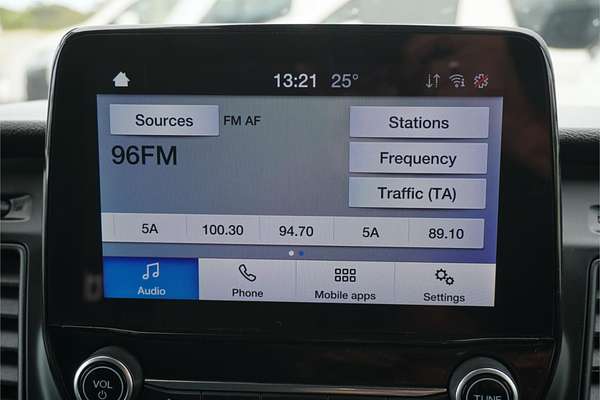 13:21 25°
Sources FM AF Stations
96FM Frequency
Traffic (TA)
5A 100.30 94.70 5A 89.10
Audio Phone Mobile apps Settings
VOL TUNE